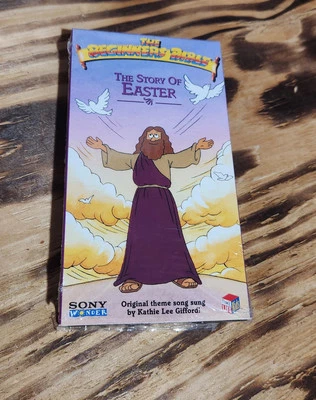 THE
BEGINNERS BIBLE
THE STORY OF
EASTER
SONY
WONDER
Original theme song sung
by Kathie Lee Gifford!